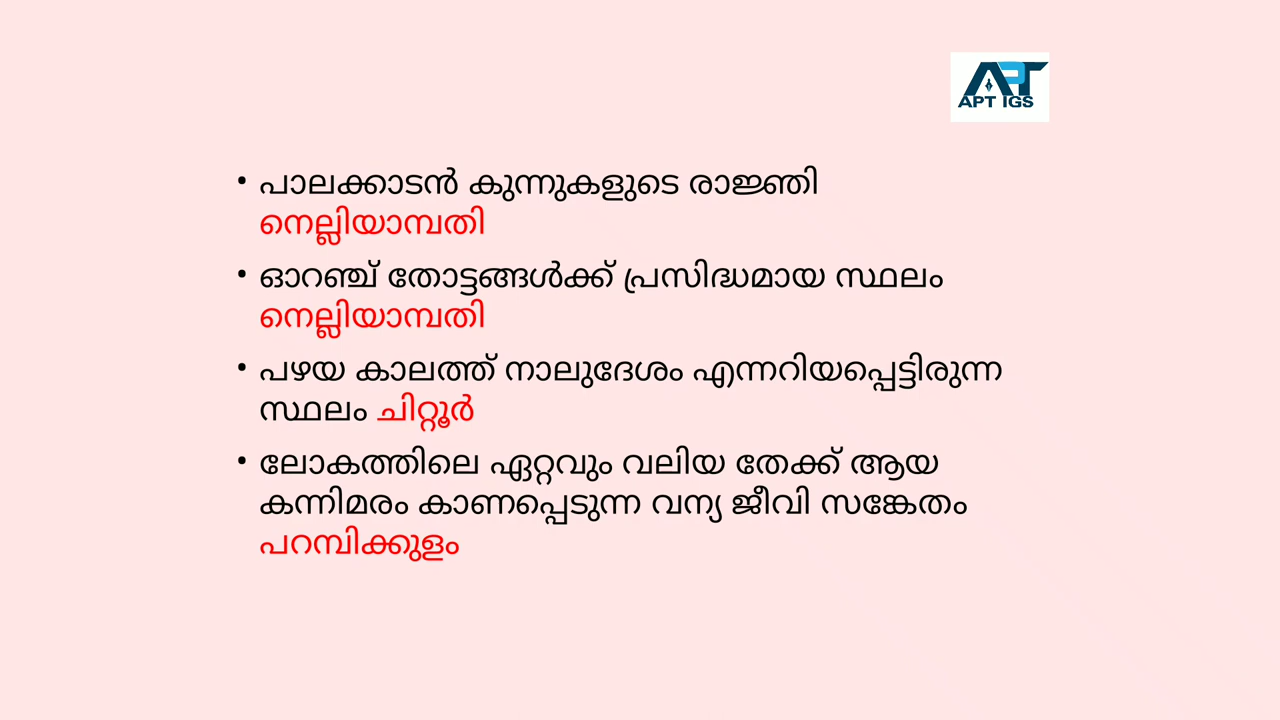 APT
APT IGS
• പാലക്കാടൻ കുന്നുകളുടെ രാജ്ഞി
നെല്ലിയാമ്പതി
• ഓറഞ്ച് തോട്ടങ്ങൾക്ക് പ്രസിദ്ധമായ സ്ഥലം
നെല്ലിയാമ്പതി
• പഴയ കാലത്ത് നാലുദേശം എന്നറിയപ്പെട്ടിരുന്ന
സ്ഥലം ചിറ്റൂർ
• ലോകത്തിലെ ഏറ്റവും വലിയ തേക്ക് ആയ
കന്നിമരം കാണപ്പെടുന്ന വന്യ ജീവി സങ്കേതം
പറമ്പിക്കുളം